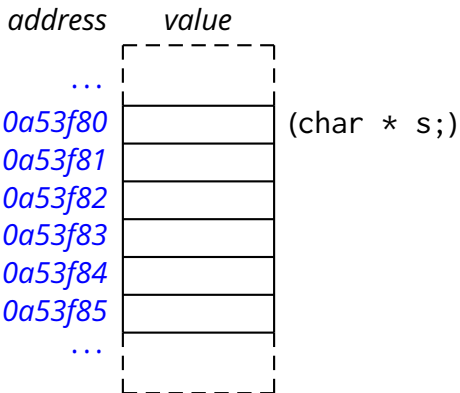 address value
...
0a53f80 (char * s;)
0a53f81
0a53f82
0a53f83
0a53f84
0a53f85
...